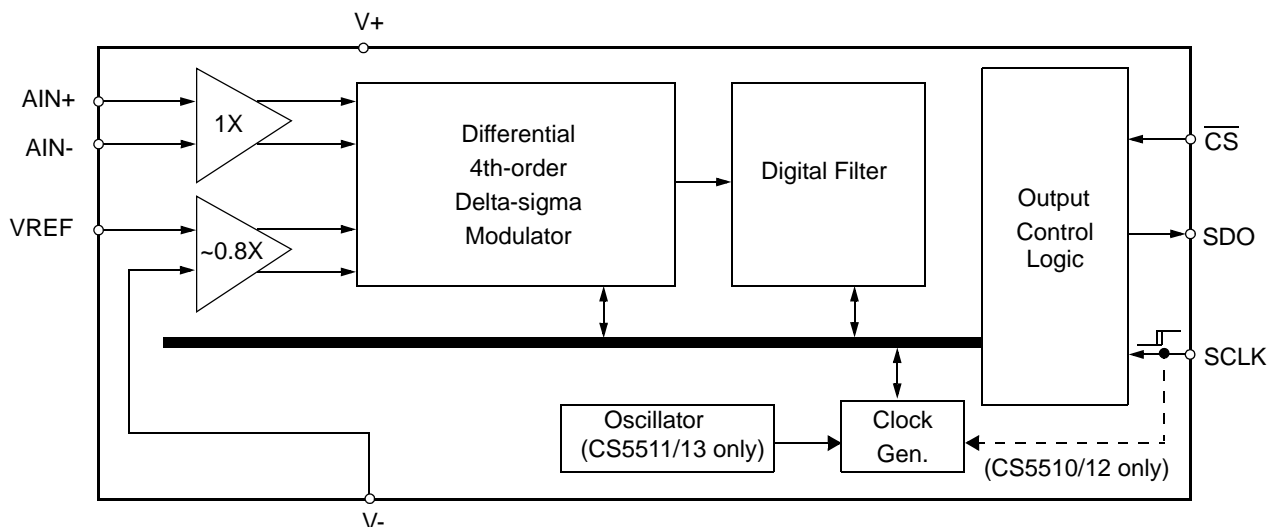 V+
AIN+
AIN-
VREF
1X
~0.8X
Differential
4th-order
Delta-sigma
Modulator
Digital Filter
Output
Control
Logic
CS
SDO
SCLK
Oscillator
(CS5511/13 only)
Clock
Gen.
(CS5510/12 only)
V-